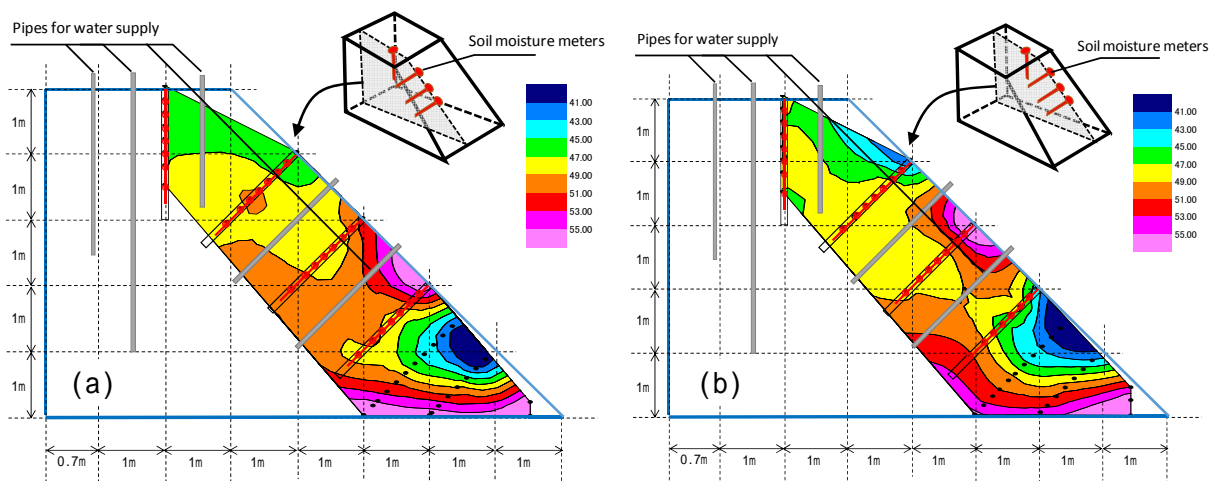 Pipes for water supply
Soil moisture meters
41.00
43.00
45.00
47.00
49.00
51.00
53.00
55.00
1m
1m
1m
1m
1m
(a)
0.7m
1m
1m
1m
1m
1m
1m
1m
Pipes for water supply
Soil moisture meters
41.00
43.00
45.00
47.00
49.00
51.00
53.00
55.00
1m
1m
1m
1m
1m
(b)
0.7m
1m
1m
1m
1m
1m
1m
1m